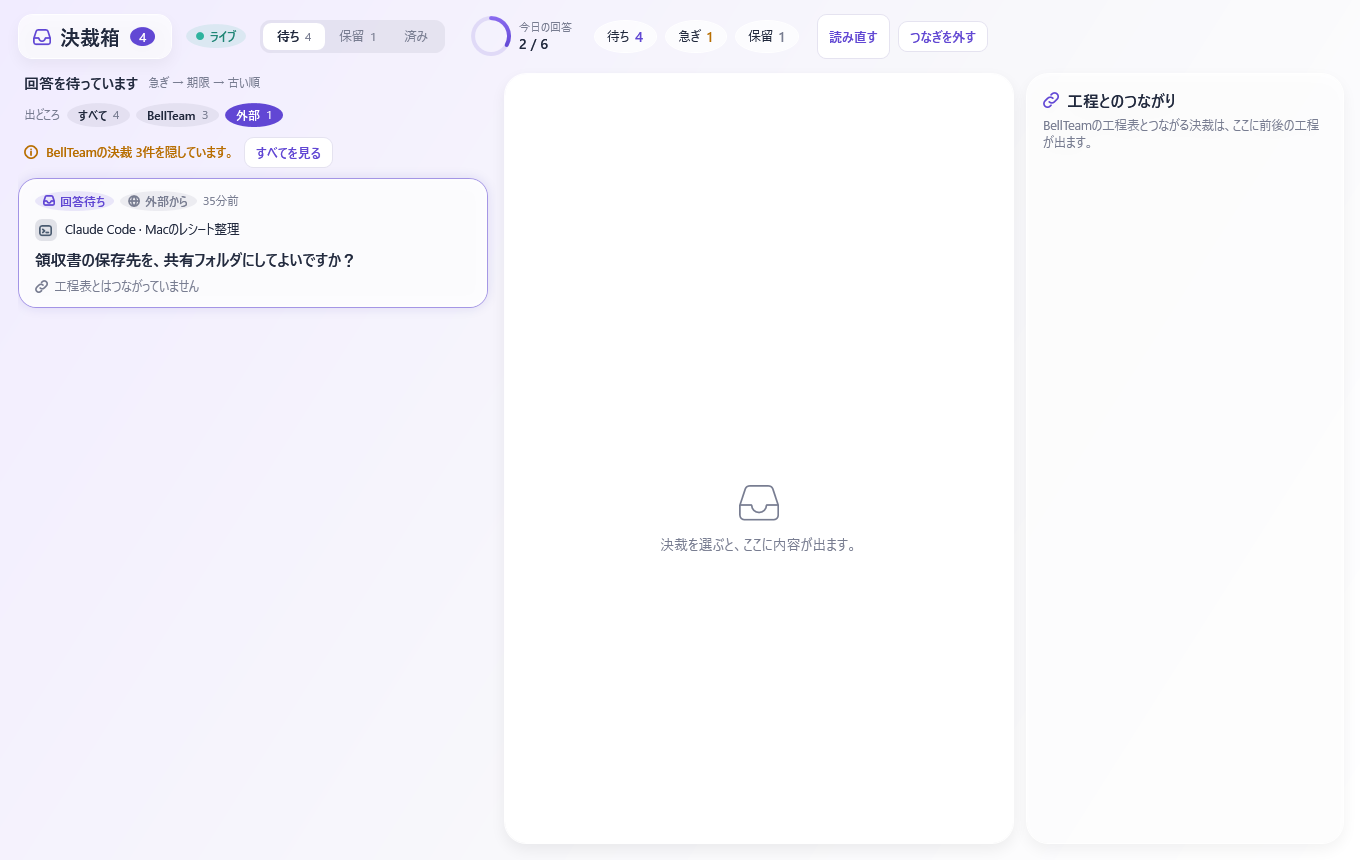 決裁箱 4
ライブ
待ち 4 保留 1 済み
今日の回答
2 / 6
待ち 4 急ぎ 1 保留 1
読み直す つなぎを外す
回答を待っています 急ぎ → 期限 → 古い順
出どころ すべて 4 BellTeam 3 外部 1
BellTeamの決裁 3件を隠しています。 すべてを見る
回答待ち 外部から 35分前
Claude Code · Macのレシート整理
領収書の保存先を、共有フォルダにしてよいですか？
工程表とはつながっていません
決裁を選ぶと、ここに内容が出ます。
工程とのつながり
BellTeamの工程表とつながる決裁は、ここに前後の工程
が出ます。